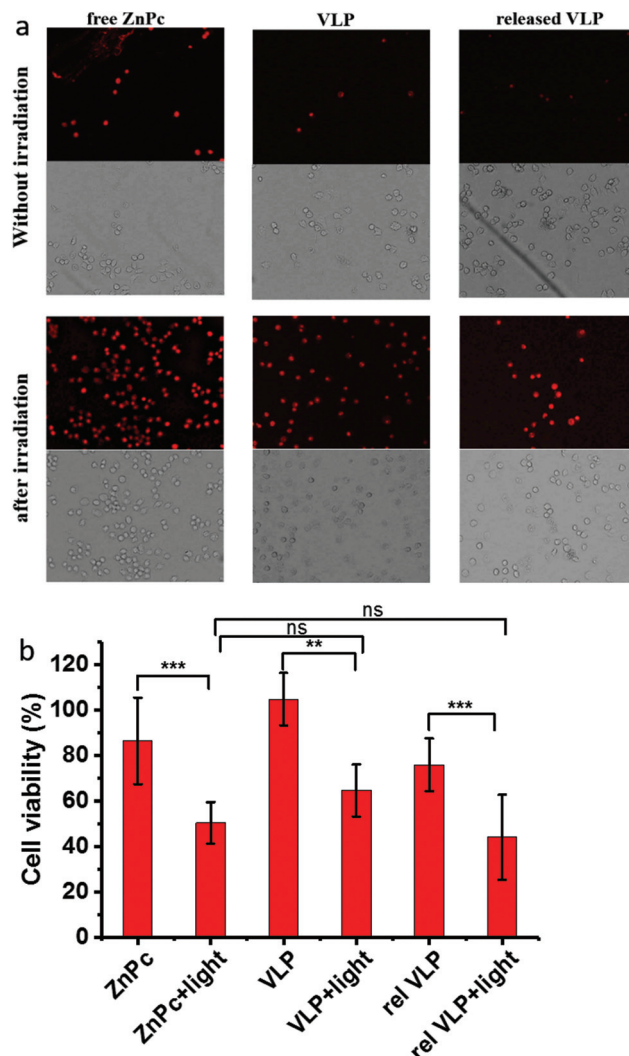 a
free ZnPc
VLP
released VLP
Without irradiation
after irradiation
b
ns
ns
***
**
***
Cell viability (%)
120
100
80
60
40
20
0
ZnPc
ZnPc+light
VLP
VLP+light
rel VLP
rel VLP+light